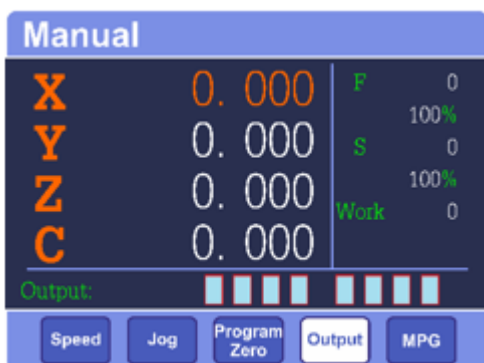 Manual
X 0. 000 F 0
100%
Y 0. 000 S 0
100%
Z 0. 000
Work 0
C 0. 000
Output:
Speed Jog Program Zero Output MPG